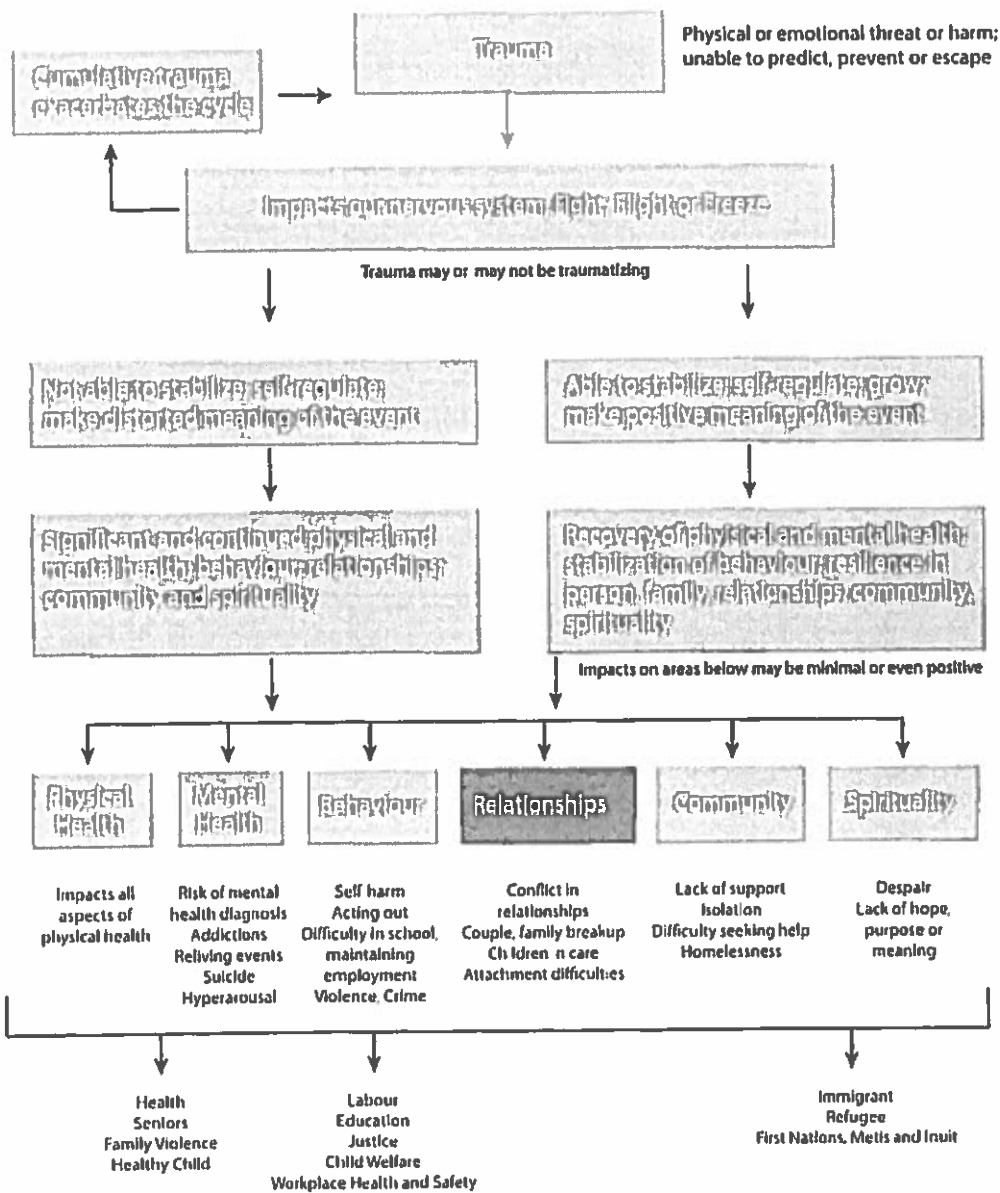 Trauma
Physical or emotional threat or harm;
unable to predict, prevent or escape
Cumulative trauma
exacerbates the cycle
Impacts our nervous system, Fight, Flight or Freeze
Trauma may or may not be traumatizing
Not able to stabilize, self-regulate;
make distorted meaning of the event
Able to stabilize; self-regulate; grow;
make positive meaning of the event
Significant and continued physical and
mental health, behaviour, relationships,
community and spirituality
Recovery of physical and mental health;
stabilization of behaviour; resilience in
person, family, relationships, community,
spirituality
Impacts on areas below may be minimal or even positive
Physical
Health
Mental
Health
Behaviour
Relationships
Community
Spirituality
Impacts all
aspects of
physical health
Risk of mental
health diagnosis
Addictions
Reliving events
Suicide
Hyperarousal
Self harm
Acting out
Difficulty in school,
maintaining
employment
Violence, Crime
Conflict in
relationships
Couple, family breakup
Children in care
Attachment difficulties
Lack of support
Isolation
Difficulty seeking help
Homelessness
Despair
Lack of hope,
purpose or
meaning
Health
Seniors
Family Violence
Healthy Child
Labour
Education
Justice
Child Welfare
Workplace Health and Safety
Immigrant
Refugee
First Nations, Metis and Inuit